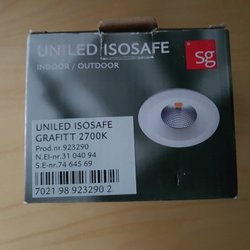 UNILED ISOSAFE
INDOOR / OUTDOOR
sg
UNILED ISOSAFE
GRAFITT 2700K
Prod.nr.923290
N.El-nr.31 040 94
S.E-nr.74 645 69
7021 98 923290 2